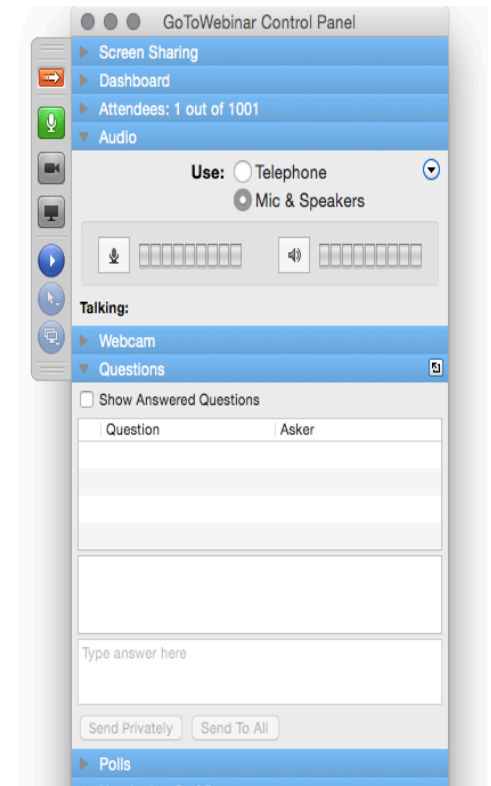 GoToWebinar Control Panel
Screen Sharing
Dashboard
Attendees: 1 out of 1001
Audio
Use: Telephone
Mic & Speakers
Talking:
Webcam
Questions
Show Answered Questions
Question Asker
Type answer here
Send Privately Send To All
Polls